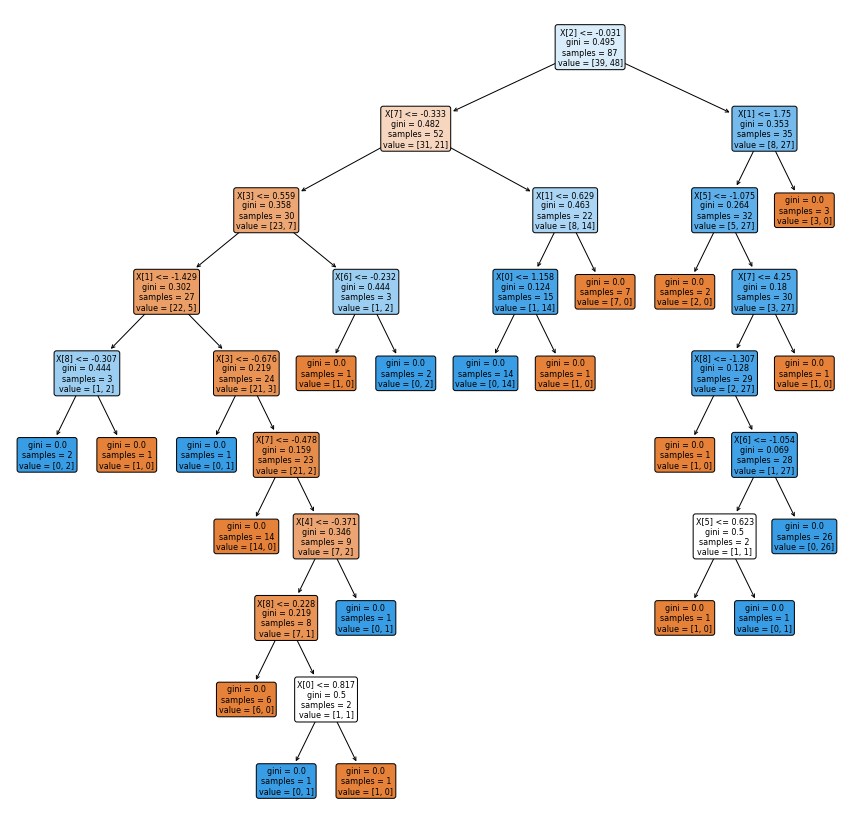 X[2] <= -0.031
gini = 0.495
samples = 87
value = [39, 48]
X[7] <= -0.333
gini = 0.482
samples = 52
value = [31, 21]
X[1] <= 1.75
gini = 0.353
samples = 35
value = [8, 27]
X[3] <= 0.559
gini = 0.358
samples = 30
value = [23, 7]
X[1] <= 0.629
gini = 0.463
samples = 22
value = [8, 14]
X[5] <= -1.075
gini = 0.264
samples = 32
value = [5, 27]
gini = 0.0
samples = 3
value = [3, 0]
X[1] <= -1.429
gini = 0.302
samples = 27
value = [22, 5]
X[6] <= -0.232
gini = 0.444
samples = 3
value = [1, 2]
X[0] <= 1.158
gini = 0.124
samples = 15
value = [1, 14]
gini = 0.0
samples = 7
value = [7, 0]
gini = 0.0
samples = 2
value = [2, 0]
X[7] <= 4.25
gini = 0.18
samples = 30
value = [3, 27]
X[8] <= -0.307
gini = 0.444
samples = 3
value = [1, 2]
X[3] <= -0.676
gini = 0.219
samples = 24
value = [21, 3]
gini = 0.0
samples = 1
value = [1, 0]
gini = 0.0
samples = 2
value = [0, 2]
gini = 0.0
samples = 14
value = [0, 14]
gini = 0.0
samples = 1
value = [1, 0]
X[8] <= -1.307
gini = 0.128
samples = 29
value = [2, 27]
gini = 0.0
samples = 1
value = [1, 0]
gini = 0.0
samples = 2
value = [0, 2]
gini = 0.0
samples = 1
value = [1, 0]
gini = 0.0
samples = 1
value = [0, 1]
X[7] <= -0.478
gini = 0.159
samples = 23
value = [21, 2]
gini = 0.0
samples = 1
value = [1, 0]
X[6] <= -1.054
gini = 0.069
samples = 28
value = [1, 27]
gini = 0.0
samples = 14
value = [14, 0]
X[4] <= -0.371
gini = 0.346
samples = 9
value = [7, 2]
X[5] <= 0.623
gini = 0.5
samples = 2
value = [1, 1]
gini = 0.0
samples = 26
value = [0, 26]
X[8] <= 0.228
gini = 0.219
samples = 8
value = [7, 1]
gini = 0.0
samples = 1
value = [0, 1]
gini = 0.0
samples = 1
value = [1, 0]
gini = 0.0
samples = 1
value = [0, 1]
gini = 0.0
samples = 6
value = [6, 0]
X[0] <= 0.817
gini = 0.5
samples = 2
value = [1, 1]
gini = 0.0
samples = 1
value = [0, 1]
gini = 0.0
samples = 1
value = [1, 0]